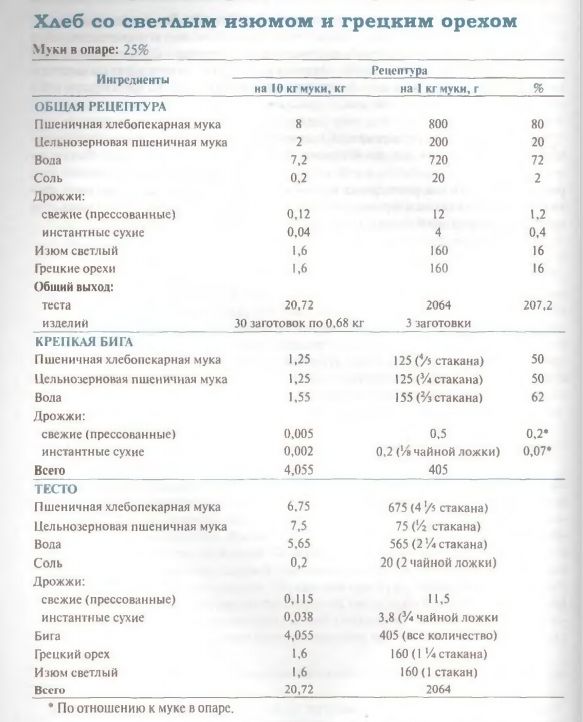 Хлеб со светлым изюмом и грецким орехом
Муки в опаре: 25%
Ингредиенты Рецептура
на 10 кг муки, кг на 1 кг муки, г %
ОБЩАЯ РЕЦЕПТУРА
Пшеничная хлебопекарная мука 8 800 80
Цельнозерновая пшеничная мука 2 200 20
Вода 7,2 720 72
Соль 0,2 20 2
Дрожжи:
свежие (прессованные) 0,12 12 1,2
инстантные сухие 0,04 4 0,4
Изюм светлый 1,6 160 16
Грецкие орехи 1,6 160 16
Общий выход:
теста 20,72 2064 207,2
изделий 30 заготовок по 0,68 кг 3 заготовки
КРЕПКАЯ БИГА
Пшеничная хлебопекарная мука 1,25 125 (⅘ стакана) 50
Цельнозерновая пшеничная мука 1,25 125 (¾ стакана) 50
Вода 1,55 155 (⅔ стакана) 62
Дрожжи:
свежие (прессованные) 0,005 0,5 0,2*
инстантные сухие 0,002 0,2 (⅛ чайной ложки) 0,07*
Всего 4,055 405
ТЕСТО
Пшеничная хлебопекарная мука 6,75 675 (4 ⅕ стакана)
Цельнозерновая пшеничная мука 7,5 75 (½ стакана)
Вода 5,65 565 (2 ¼ стакана)
Соль 0,2 20 (2 чайной ложки)
Дрожжи:
свежие (прессованные) 0,115 11,5
инстантные сухие 0,038 3,8 (¾ чайной ложки
Бига 4,055 405 (все количество)
Грецкий орех 1,6 160 (1 ¼ стакана)
Изюм светлый 1,6 160 (1 стакан)
Всего 20,72 2064
* По отношению к муке в опаре.